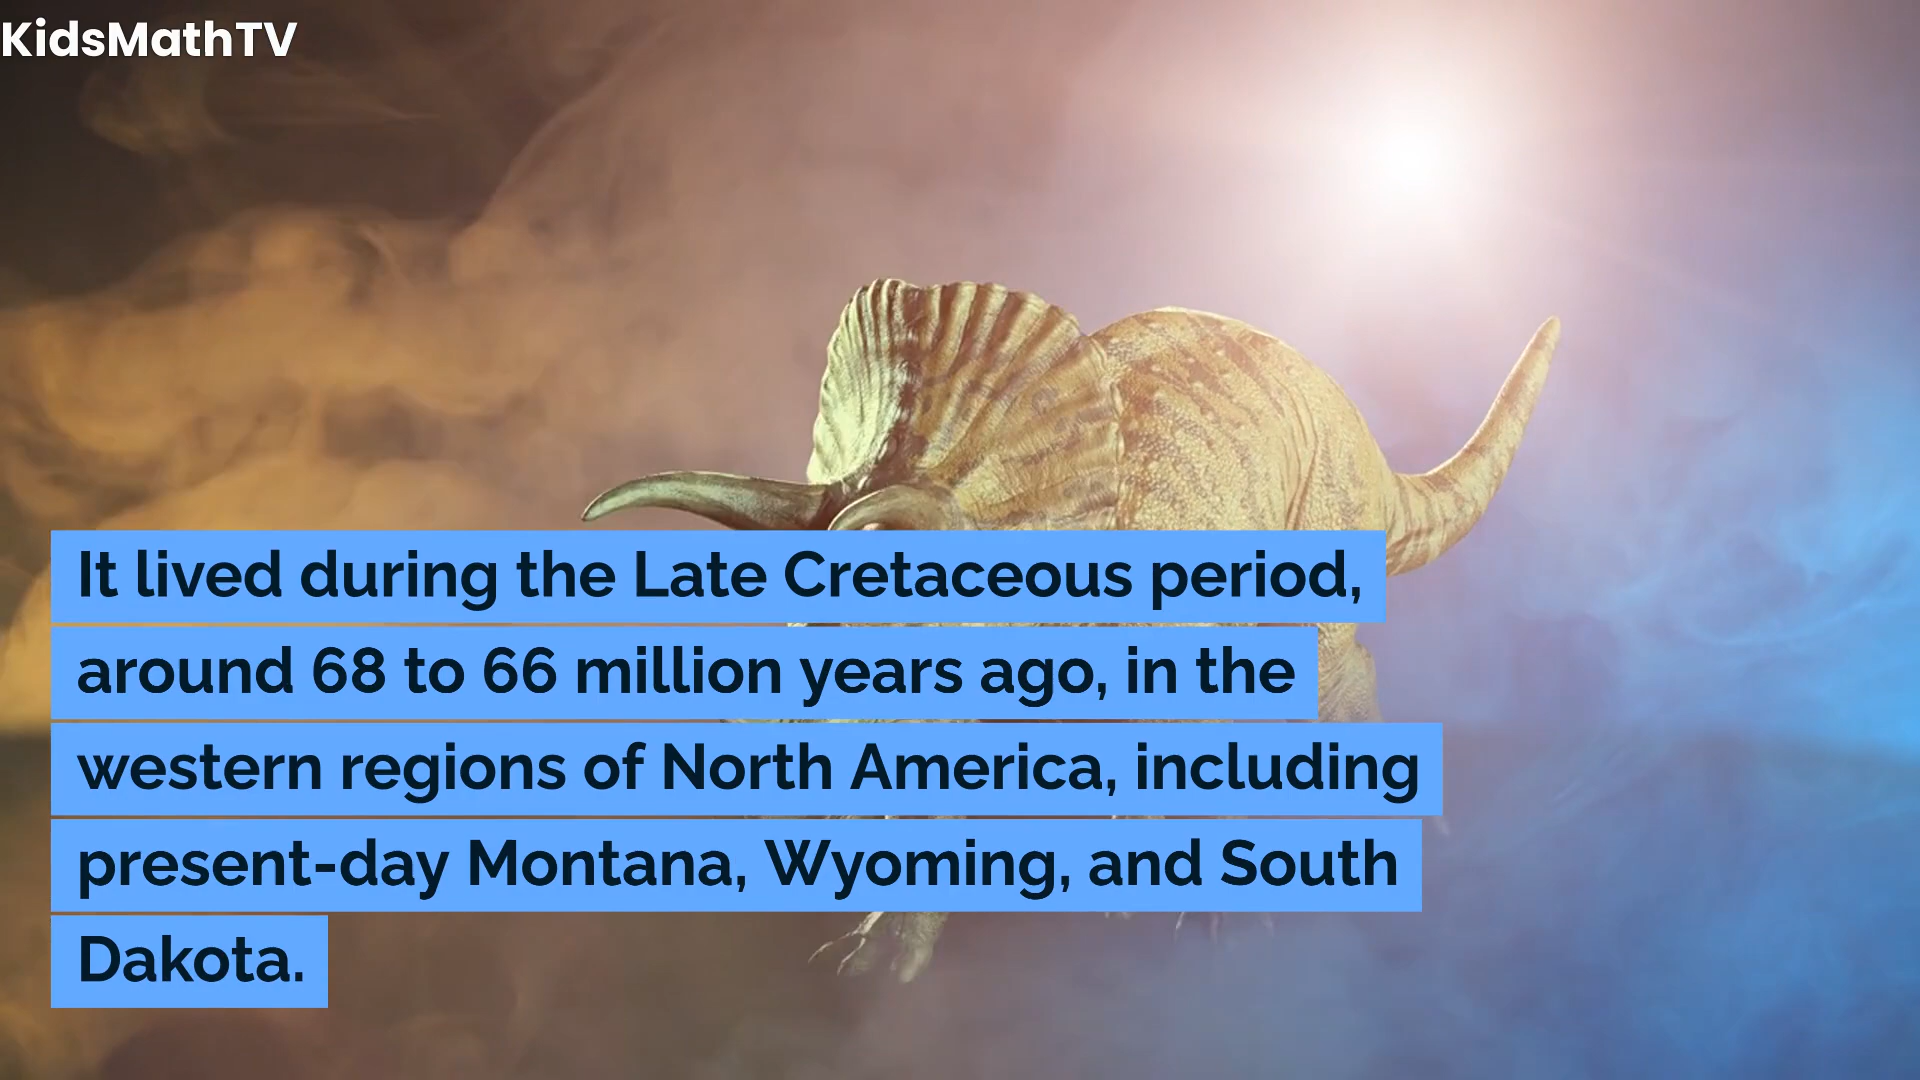 KidsMathTV
It lived during the Late Cretaceous period,
around 68 to 66 million years ago, in the
western regions of North America, including
present-day Montana, Wyoming, and South
Dakota.